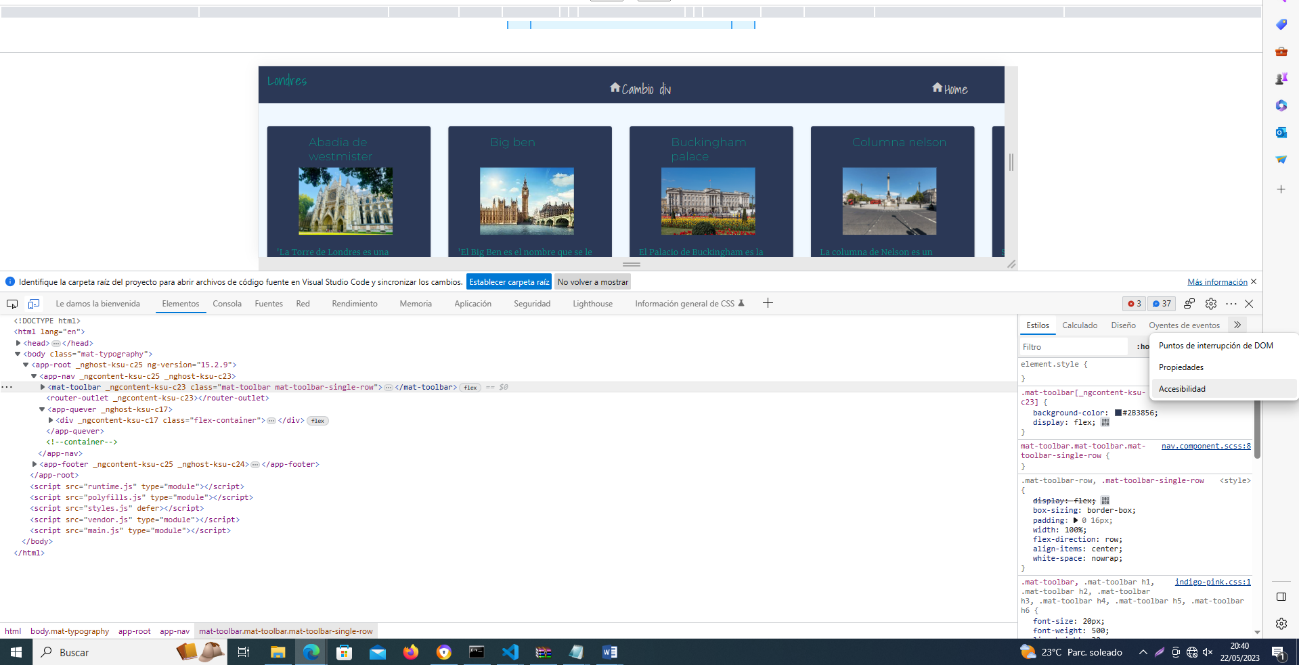 Londres
Cambio div
Home
Abadía de westmister
Big ben
Buckingham palace
Columna nelson
"La Torre de Londres es una
"El Big Ben es el nombre que se le
El Palacio de Buckingham es la
La columna de Nelson es un
Identifique la carpeta raíz del proyecto para abrir archivos de código fuente en Visual Studio Code y sincronizar los cambios.
Establecer carpeta raíz
No volver a mostrar
Más información
Le damos la bienvenida
Elementos
Consola
Fuentes
Red
Rendimiento
Memoria
Aplicación
Seguridad
Lighthouse
Información general de CSS
3
37
<!DOCTYPE html>
<html lang="en">
<head>…</head>
<body class="mat-typography">
<app-root _nghost-ksu-c25 ng-version="15.2.9">
<app-nav _ngcontent-ksu-c25 _nghost-ksu-c23>
<mat-toolbar _ngcontent-ksu-c23 class="mat-toolbar mat-toolbar-single-row">…</mat-toolbar> flex == $0
<router-outlet _ngcontent-ksu-c23></router-outlet>
<app-quever _nghost-ksu-c17>
<div _ngcontent-ksu-c17 class="flex-container">…</div> flex
</app-quever>
<!--container-->
</app-nav>
<app-footer _ngcontent-ksu-c25 _nghost-ksu-c24>…</app-footer>
</app-root>
<script src="runtime.js" type="module"></script>
<script src="polyfills.js" type="module"></script>
<script src="styles.js" defer></script>
<script src="vendor.js" type="module"></script>
<script src="main.js" type="module"></script>
</body>
</html>
html
body.mat-typography
app-root
app-nav
mat-toolbar.mat-toolbar.mat-toolbar-single-row
Estilos
Calculado
Diseño
Oyentes de eventos
Puntos de interrupción de DOM
Propiedades
Accesibilidad
Filtro
:ho
element.style {
}
.mat-toolbar[_ngcontent-ksu-
c23] {
background-color: #283856;
display: flex;
}
mat-toolbar.mat-toolbar.mat-
toolbar-single-row {
nav.component.scss:8
}
.mat-toolbar-row, .mat-toolbar-single-row
<style>
{
display: flex;
box-sizing: border-box;
padding: 0 16px;
width: 100%;
flex-direction: row;
align-items: center;
white-space: nowrap;
}
.mat-toolbar, .mat-toolbar h1,
indigo-pink.css:1
.mat-toolbar h2, .mat-toolbar
h3, .mat-toolbar h4, .mat-toolbar h5, .mat-toolbar
h6 {
font-size: 20px;
font-weight: 500;
Buscar
23°C Parc. soleado
20:40
22/05/2023
1